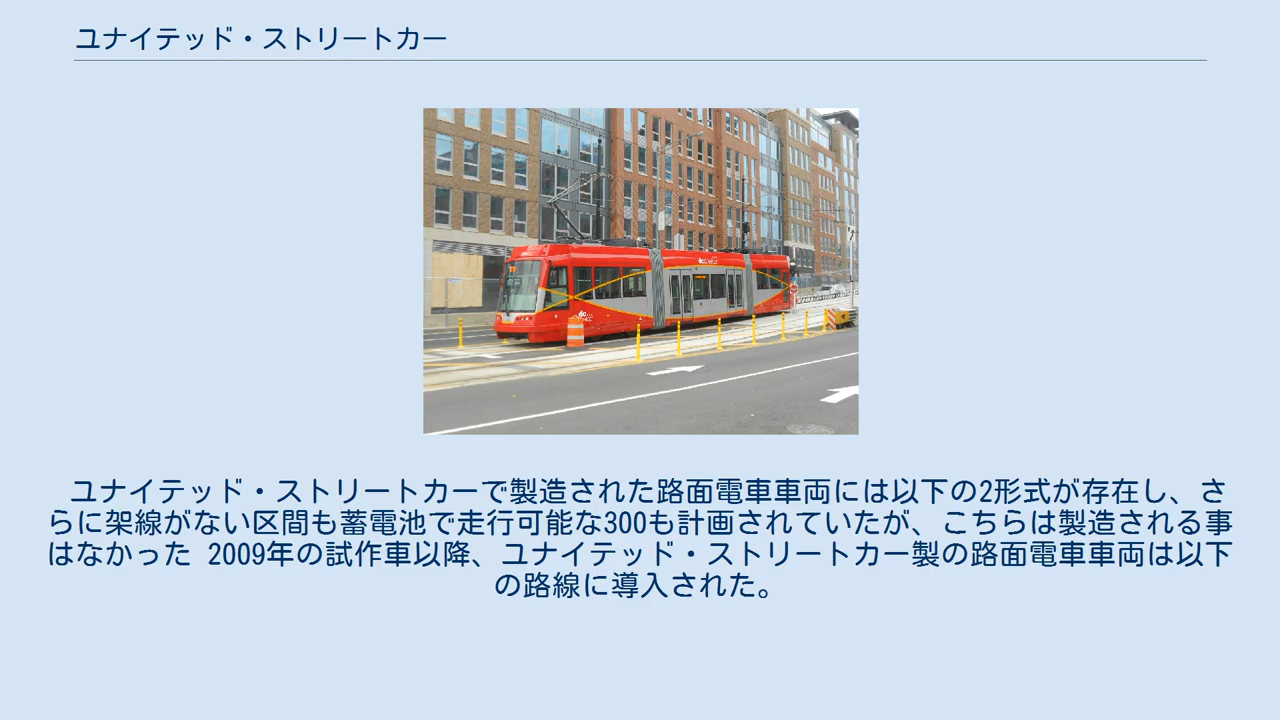 ユナイテッド・ストリートカー
ユナイテッド・ストリートカーで製造された路面電車車両には以下の2形式が存在し、さ
らに架線がない区間も蓄電池で走行可能な300も計画されていたが、こちらは製造される事
はなかった 2009年の試作車以降、ユナイテッド・ストリートカー製の路面電車車両は以下
の路線に導入された。